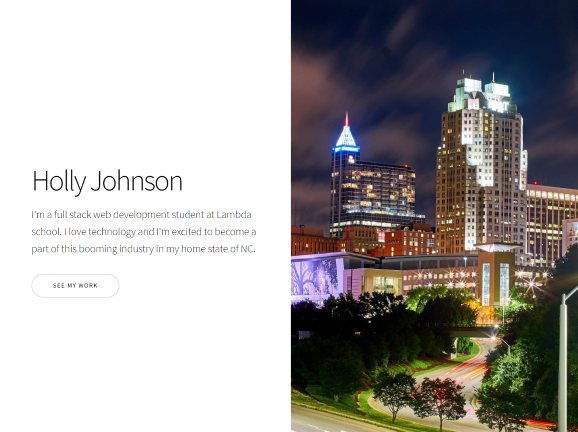 Holly Johnson
I'm a full stack web development student at Lambda
school. I love technology and I'm excited to become a
part of this booming industry in my home state of NC.
SEE MY WORK